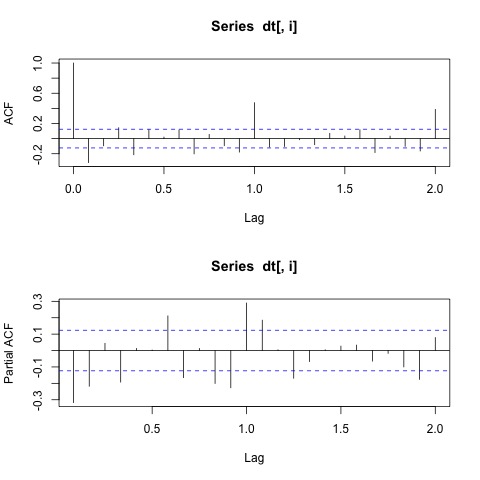 Series dt[, i]
ACF
-0.2 0.2 0.6 1.0
0.0 0.5 1.0 1.5 2.0
Lag
Series dt[, i]
Partial ACF
-0.3 -0.1 0.1 0.3
0.5 1.0 1.5 2.0
Lag